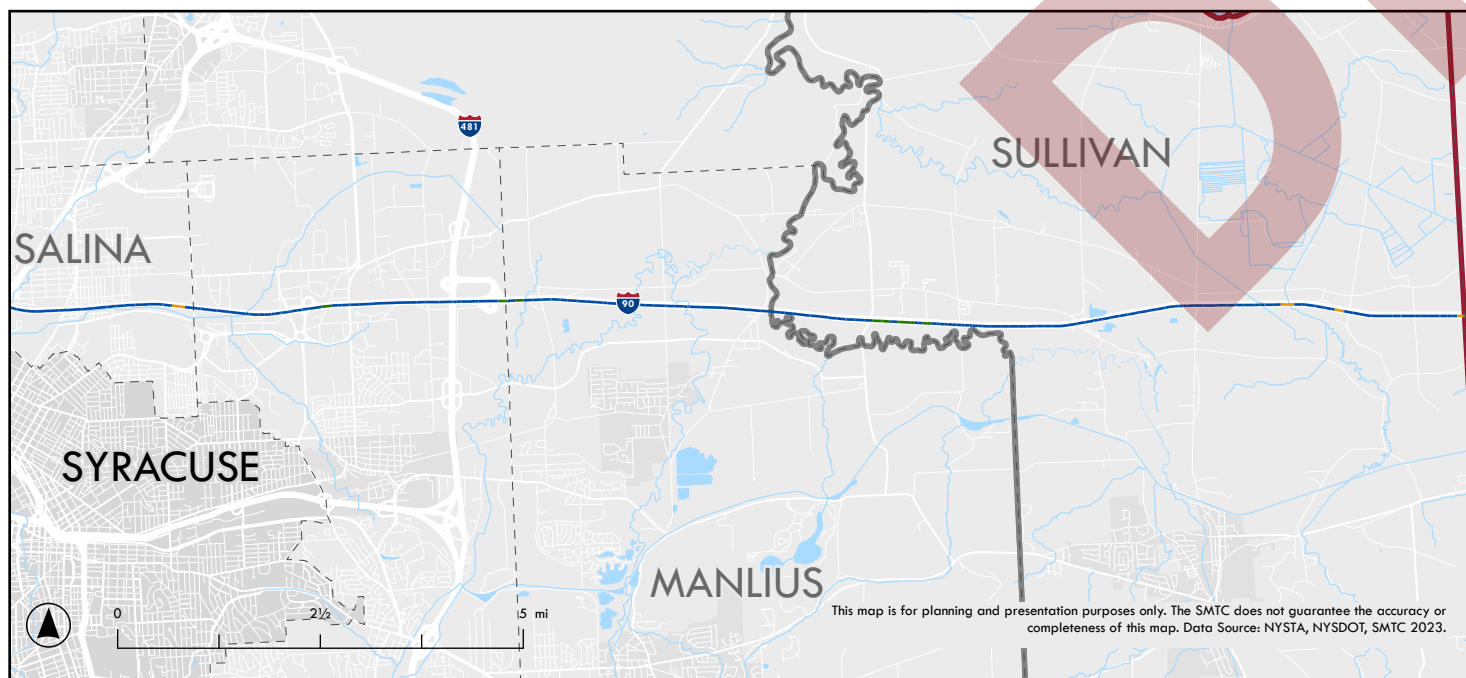 481
SULLIVAN
SALINA
90
SYRACUSE
MANLIUS
0 2½ 5 mi
This map is for planning and presentation purposes only. The SMTC does not guarantee the accuracy or
completeness of this map. Data Source: NYSTA, NYSDOT, SMTC 2023.